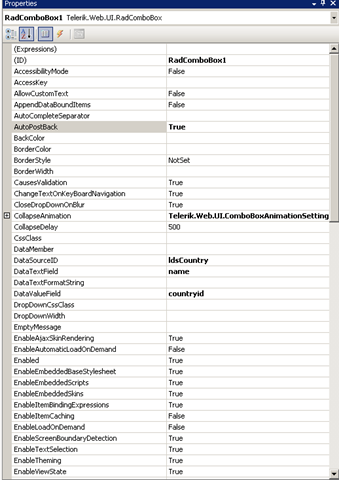 Properties
RadComboBox1 Telerik.Web.UI.RadComboBox
(Expressions)
(ID) RadComboBox1
AccessibilityMode False
AccessKey
AllowCustomText False
AppendDataBoundItems False
AutoCompleteSeparator
AutoPostBack True
BackColor
BorderColor
BorderStyle NotSet
BorderWidth
CausesValidation True
ChangeTextOnKeyBoardNavigation True
CloseDropDownOnBlur True
CollapseAnimation Telerik.Web.UI.ComboBoxAnimationSetting
CollapseDelay 500
CssClass
DataMember
DataSourceID ldsCountry
DataTextField name
DataTextFormatString
DataValueField countryid
DropDownCssClass
DropDownWidth
EmptyMessage
EnableAjaxSkinRendering True
EnableAutomaticLoadOnDemand False
Enabled True
EnableEmbeddedBaseStylesheet True
EnableEmbeddedScripts True
EnableEmbeddedSkins True
EnableItemBindingExpressions True
EnableItemCaching False
EnableLoadOnDemand False
EnableScreenBoundaryDetection True
EnableTextSelection True
EnableTheming True
EnableViewState True